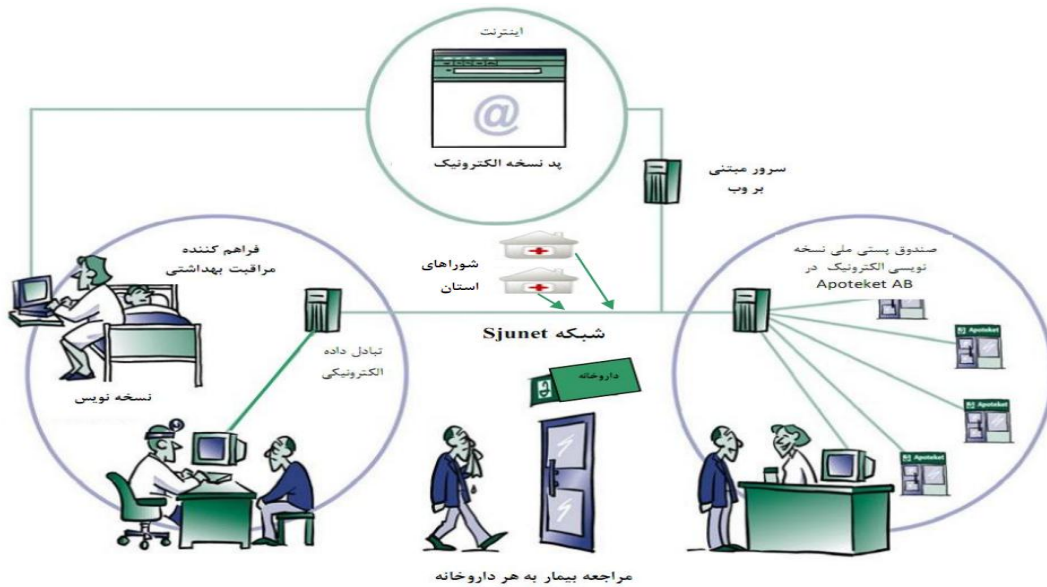 اینترنت
@
پد نسخه الکترونیک
سرور مبتنی
بر وب
فراهم کننده
مراقبت بهداشتی
شوراهای
استان
صندوق پستی ملی نسخه
نویسی الکترونیک در
Apoteket AB
شبکه Sjunet
تبادل داده
الکترونیکی
نسخه نویس
داروخانه
Apoteket
Apoteket
Apoteket
مراجعه بیمار به هر داروخانه